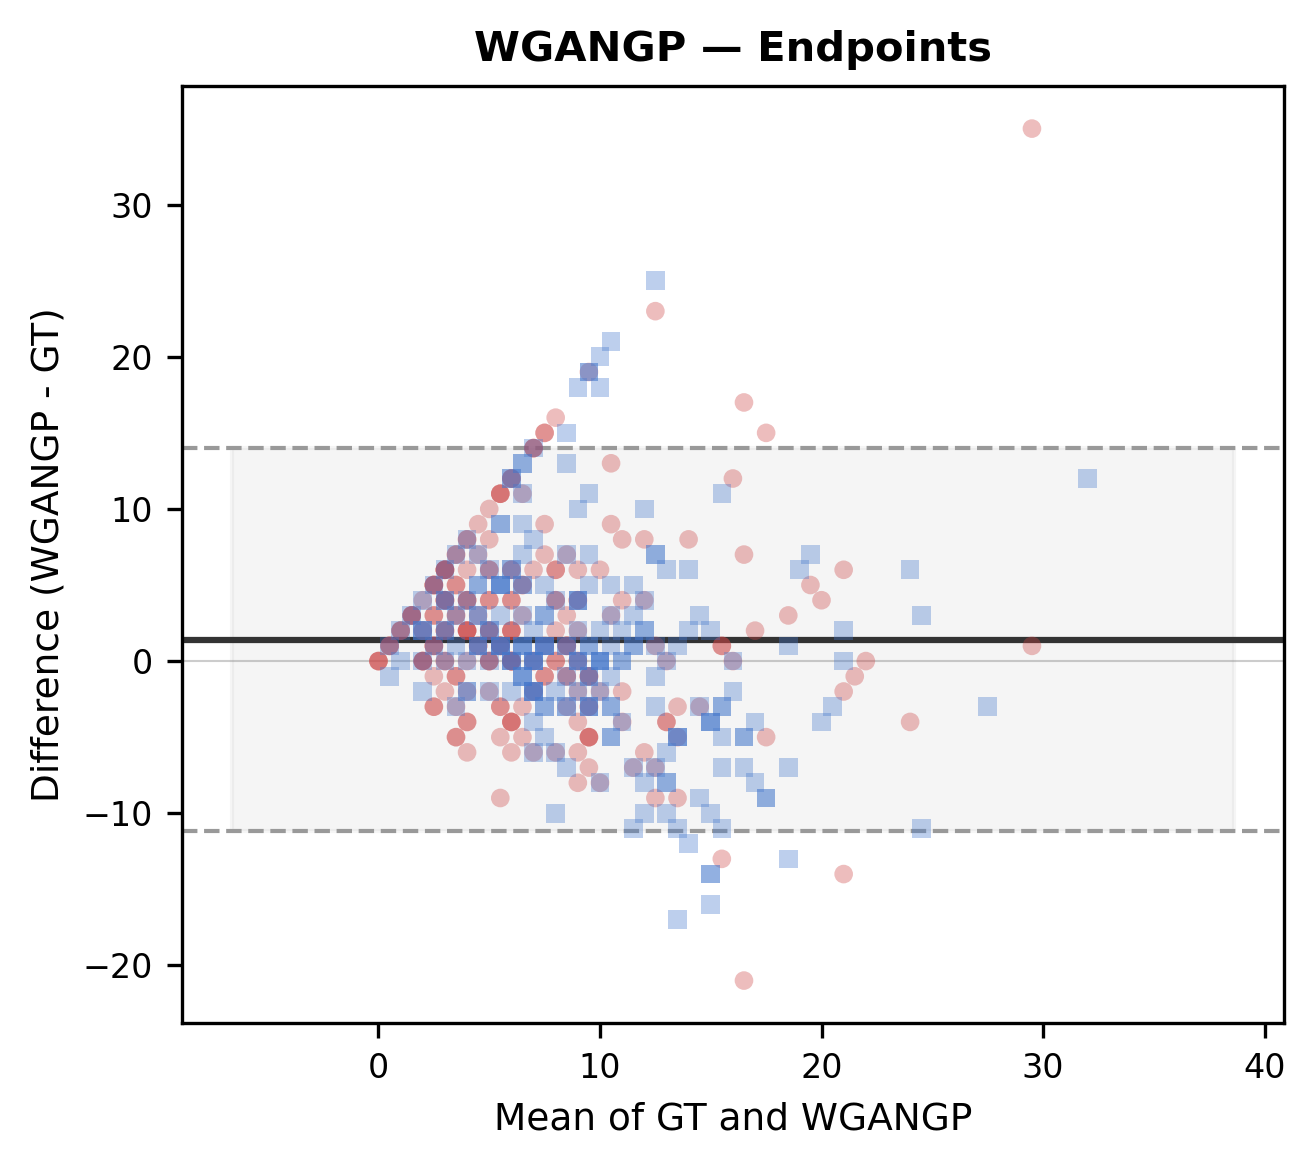 WGANGP — Endpoints
Difference (WGANGP - GT)
30
20
10
0
−10
−20
0 10 20 30 40
Mean of GT and WGANGP